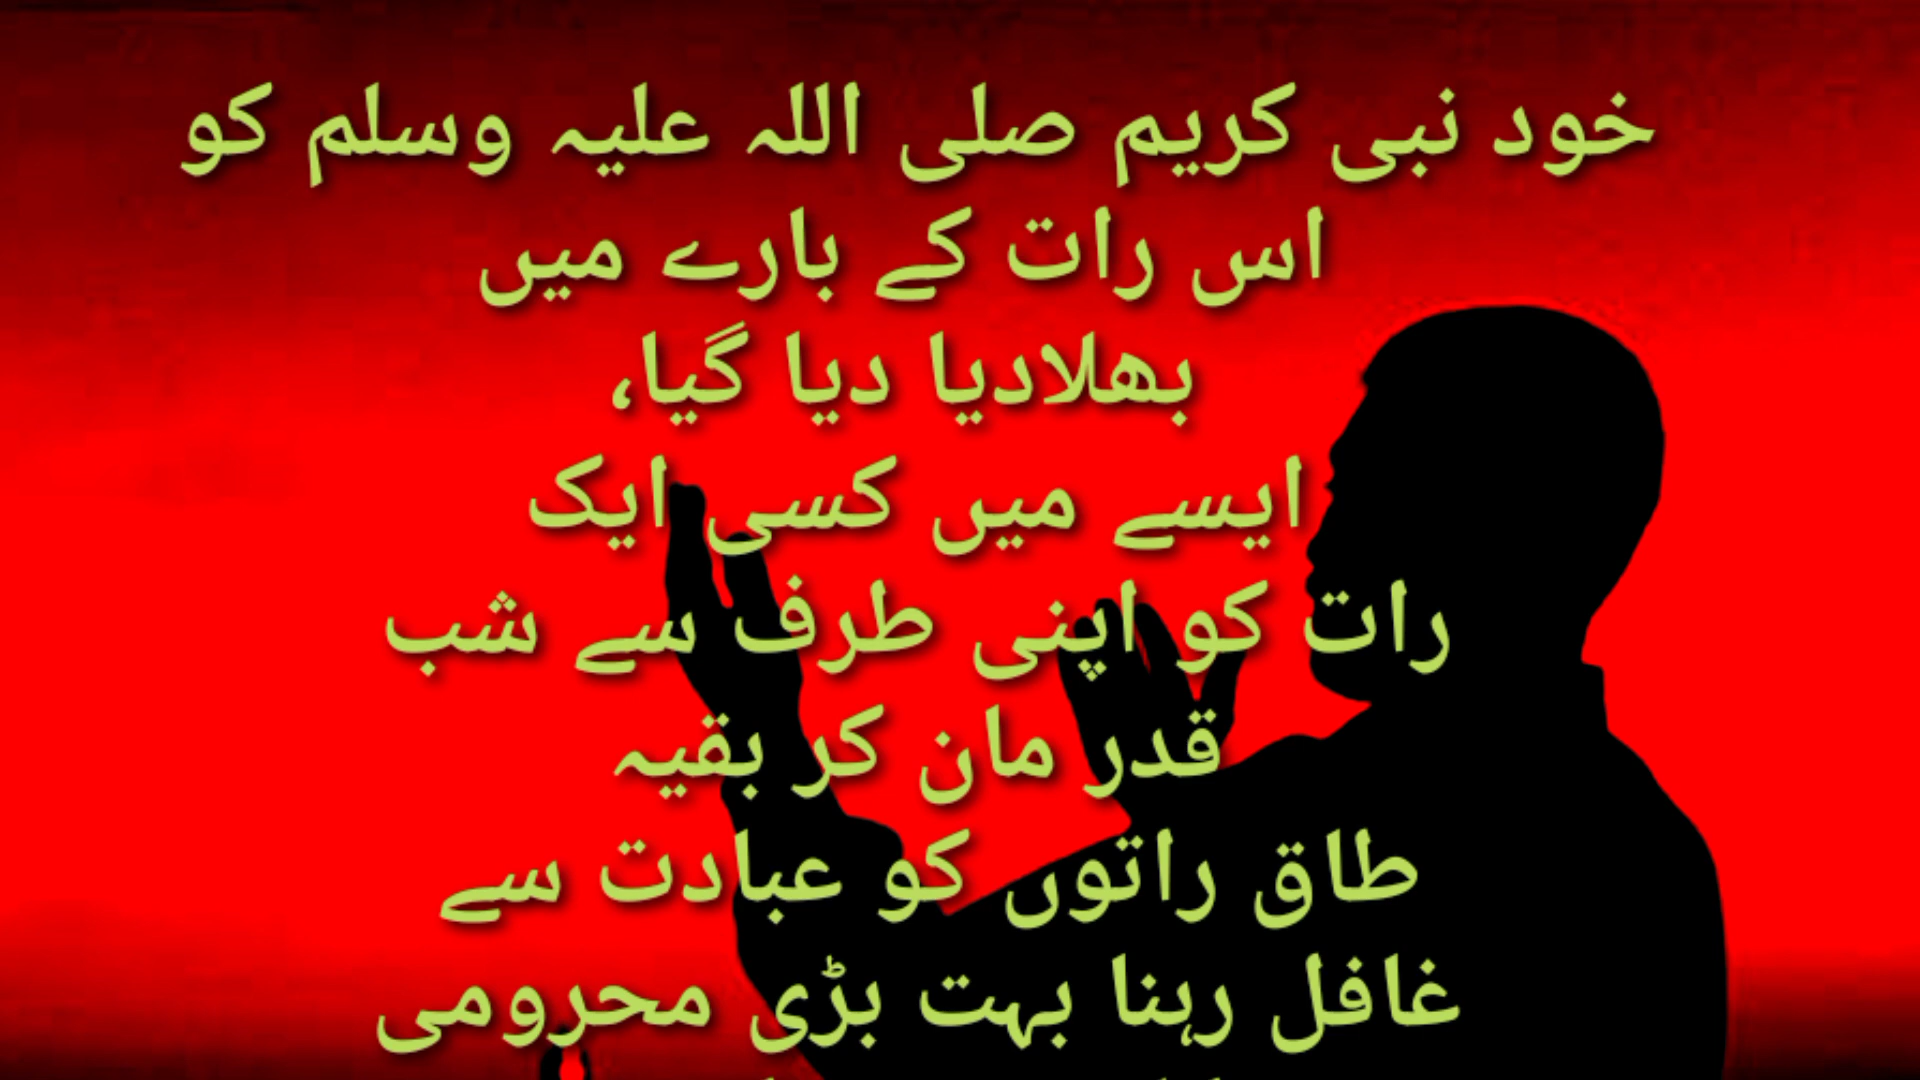 خود نبی کریم صلی اللہ علیہ وسلم کو
اس رات کے بارے میں
بھلادیا دیا گیا،
ایسے میں کسی ایک
رات کو اپنی طرف سے شب
قدر مان کر بقیہ
طاق راتوں کو عبادت سے
غافل رہنا بہت بڑی محرومی